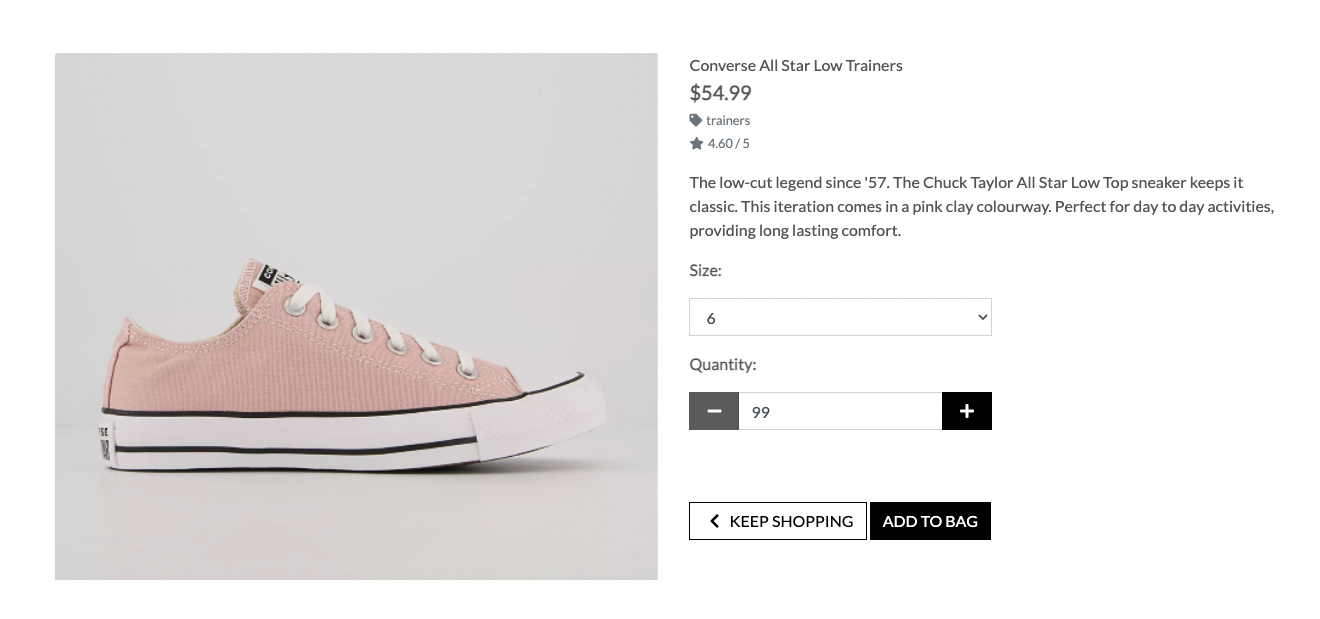 Converse All Star Low Trainers
$54.99
trainers
4.60 / 5
The low-cut legend since '57. The Chuck Taylor All Star Low Top sneaker keeps it
classic. This iteration comes in a pink clay colourway. Perfect for day to day activities,
providing long lasting comfort.
Size:
6
Quantity:
99
KEEP SHOPPING
ADD TO BAG